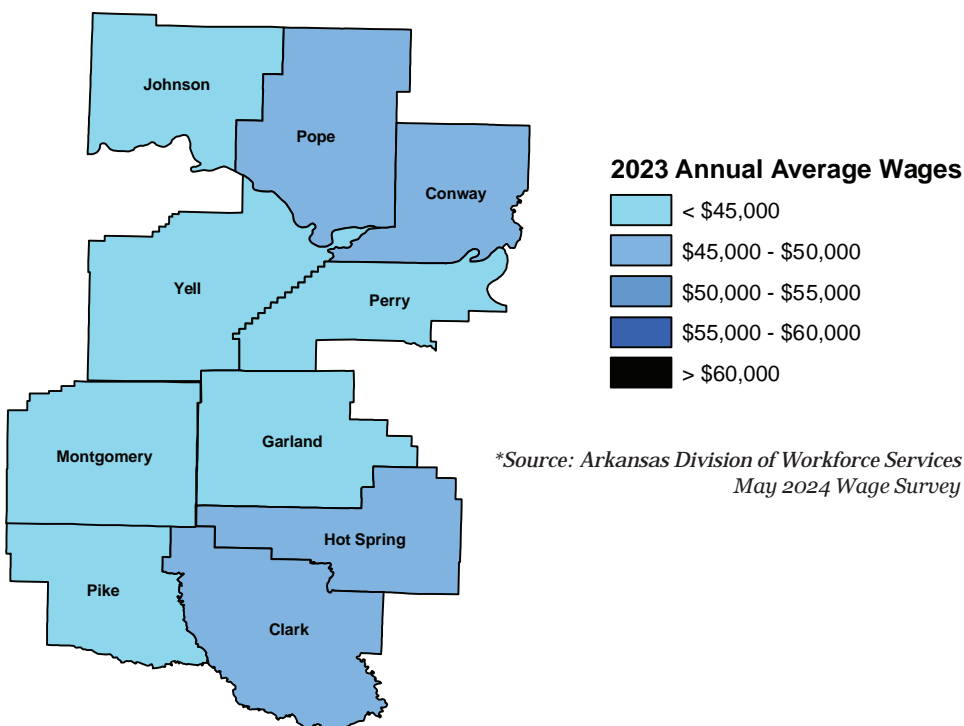 Johnson
Pope
Conway
Yell
Perry
Montgomery
Garland
Hot Spring
Pike
Clark
2023 Annual Average Wages
< $45,000
$45,000 - $50,000
$50,000 - $55,000
$55,000 - $60,000
> $60,000
*Source: Arkansas Division of Workforce Services
May 2024 Wage Survey